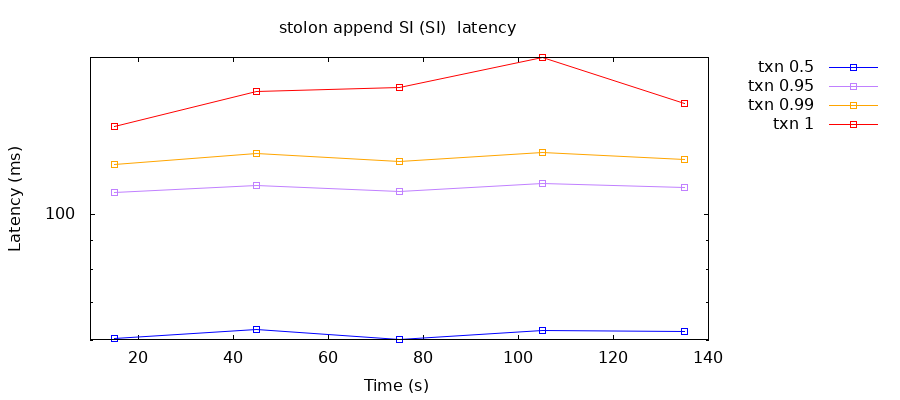 stolon append SI (SI)  latency
txn 0.5
txn 0.95
txn 0.99
txn 1
Latency (ms)
100
20 40 60 80 100 120 140
Time (s)